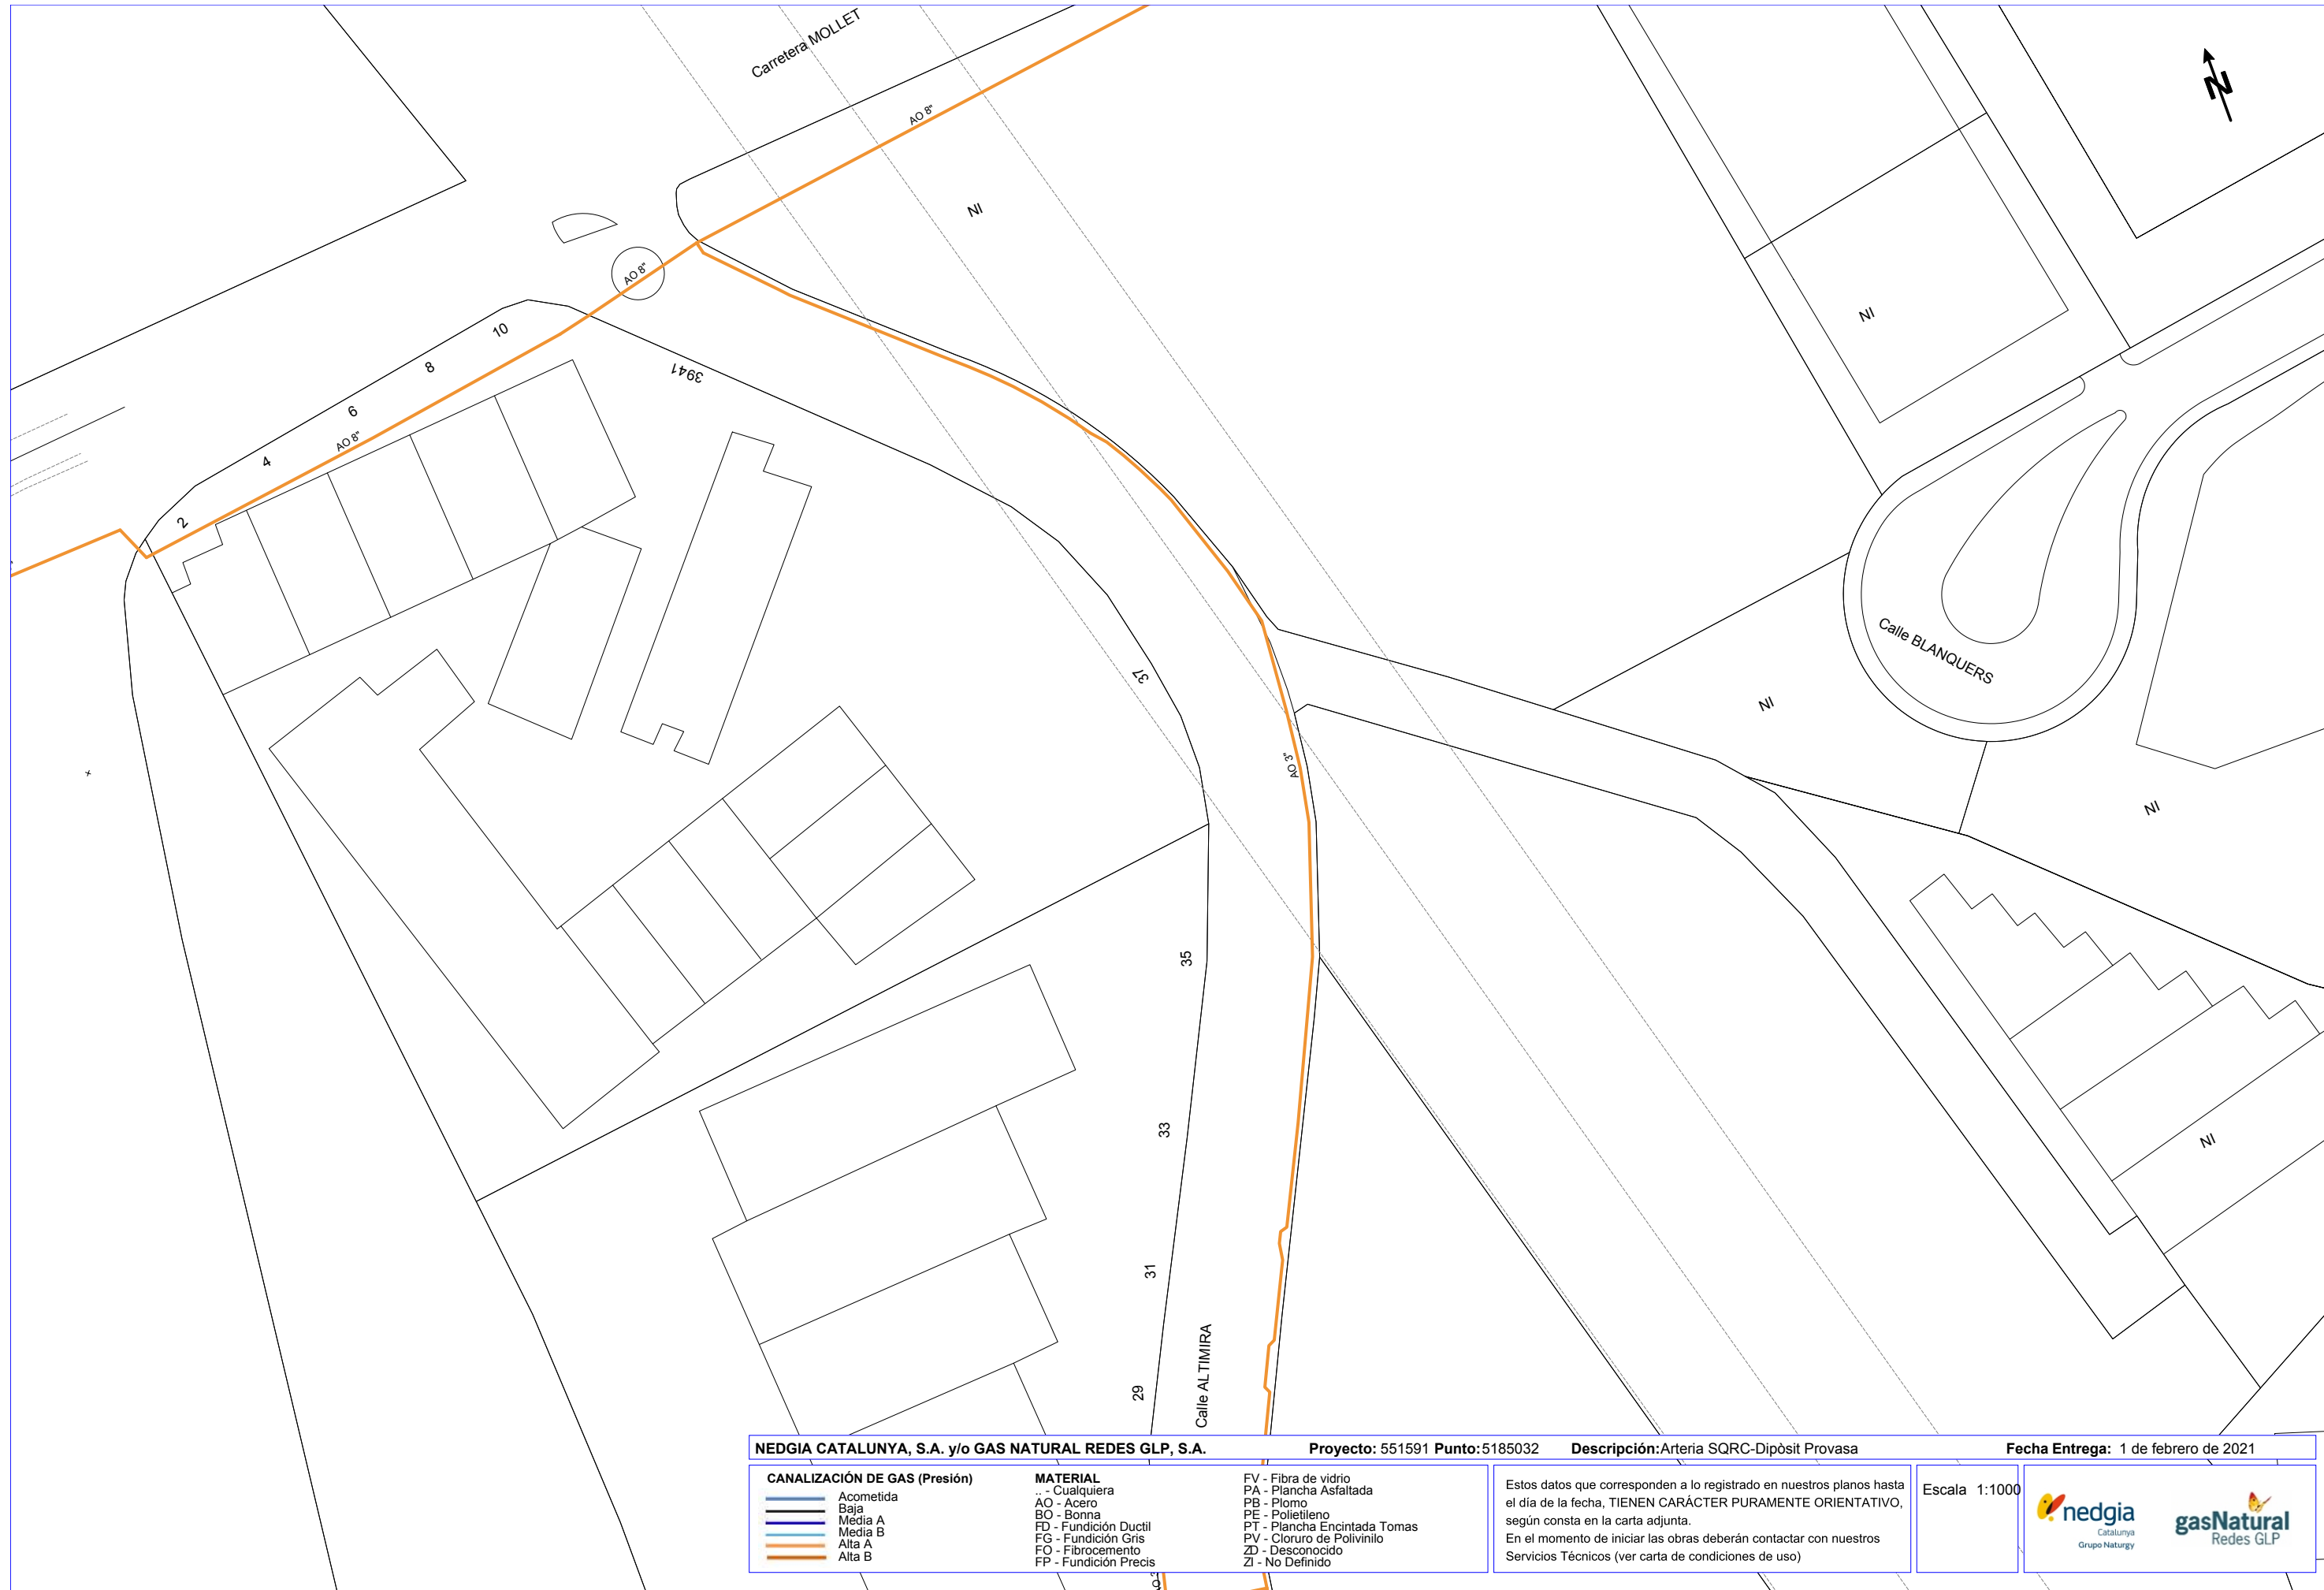 Carretera MOLLET
AO 8"
N
NI
AO 8"
10
8
6
AO 8"
4
2
3941
NI
37
Calle BLANQUERS
NI
AO 3"
NI
35
33
NI
31
29
Calle ALTIMIRA
NEDGIA CATALUNYA, S.A. y/o GAS NATURAL REDES GLP, S.A. Proyecto: 551591 Punto:5185032 Descripción:Arteria SQRC-Dipòsit Provasa Fecha Entrega: 1 de febrero de 2021
CANALIZACIÓN DE GAS (Presión)
Acometida
Baja
Media A
Media B
Alta A
Alta B
MATERIAL
.. - Cualquiera
AO - Acero
BO - Bonna
FD - Fundición Ductil
FG - Fundición Gris
FO - Fibrocemento
FP - Fundición Precis
FV - Fibra de vidrio
PA - Plancha Asfaltada
PB - Plomo
PE - Polietileno
PT - Plancha Encintada Tomas
PV - Cloruro de Polivinilo
ZD - Desconocido
ZI - No Definido
Estos datos que corresponden a lo registrado en nuestros planos hasta
el día de la fecha, TIENEN CARÁCTER PURAMENTE ORIENTATIVO,
según consta en la carta adjunta.
En el momento de iniciar las obras deberán contactar con nuestros
Servicios Técnicos (ver carta de condiciones de uso)
Escala 1:1000
nedgia
Catalunya
Grupo Naturgy
gasNatural
Redes GLP